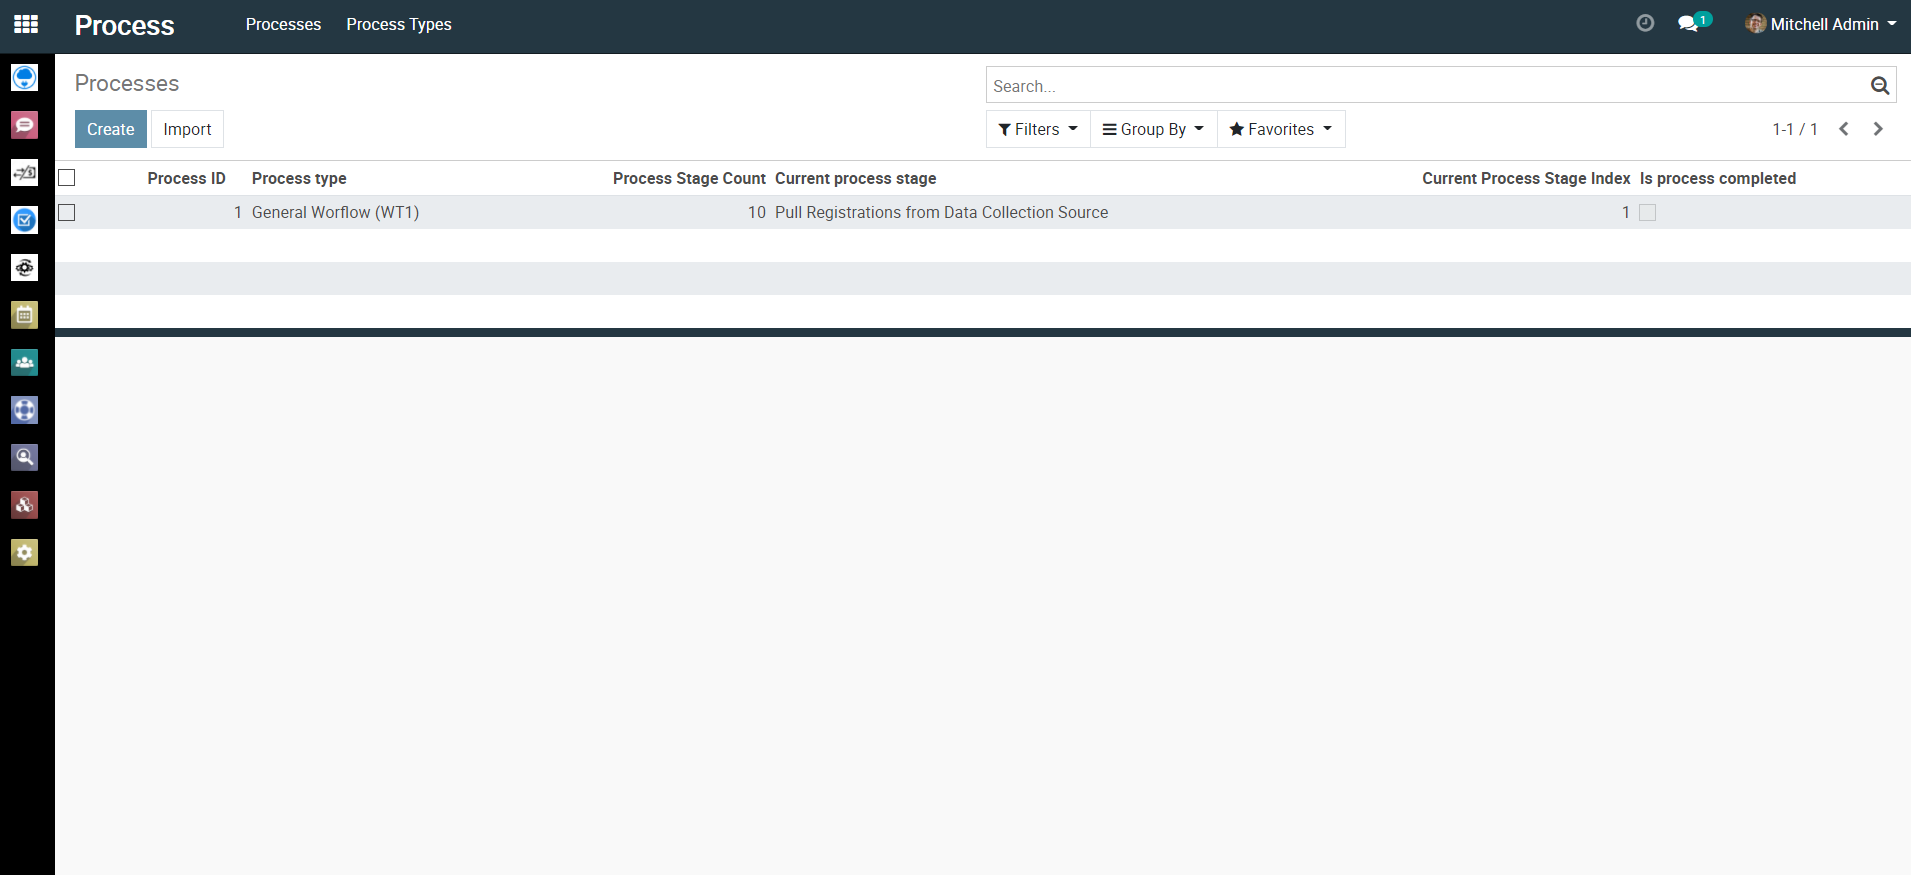 Process Processes Process Types 1 Mitchell Admin
Processes
Search...
Create Import Filters Group By Favorites 1-1 / 1
Process ID Process type Process Stage Count Current process stage Current Process Stage Index Is process completed
1 General Worflow (WT1) 10 Pull Registrations from Data Collection Source 1